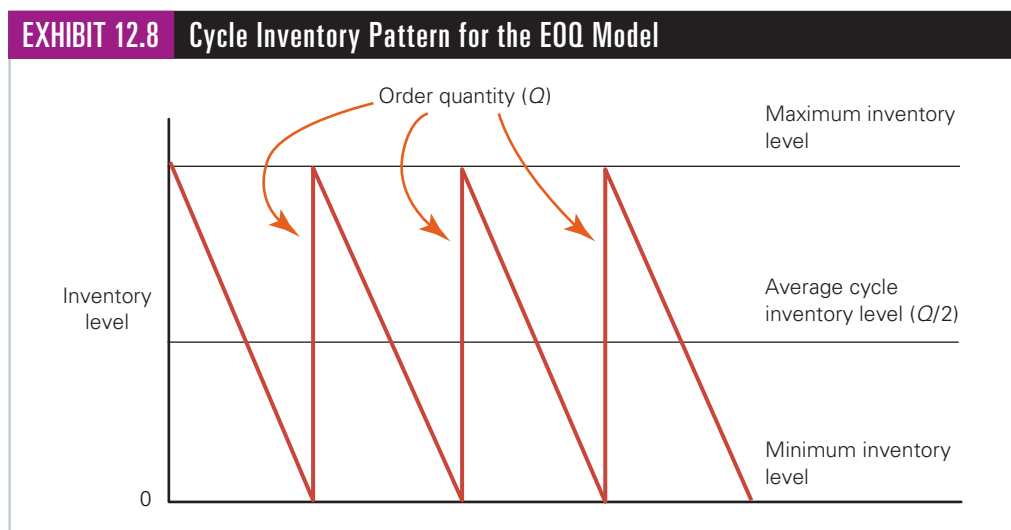 EXHIBIT 12.8 Cycle Inventory Pattern for the EOQ Model
Order quantity (Q)
Maximum inventory
level
Inventory
level
Average cycle
inventory level (Q/2)
Minimum inventory
level
0